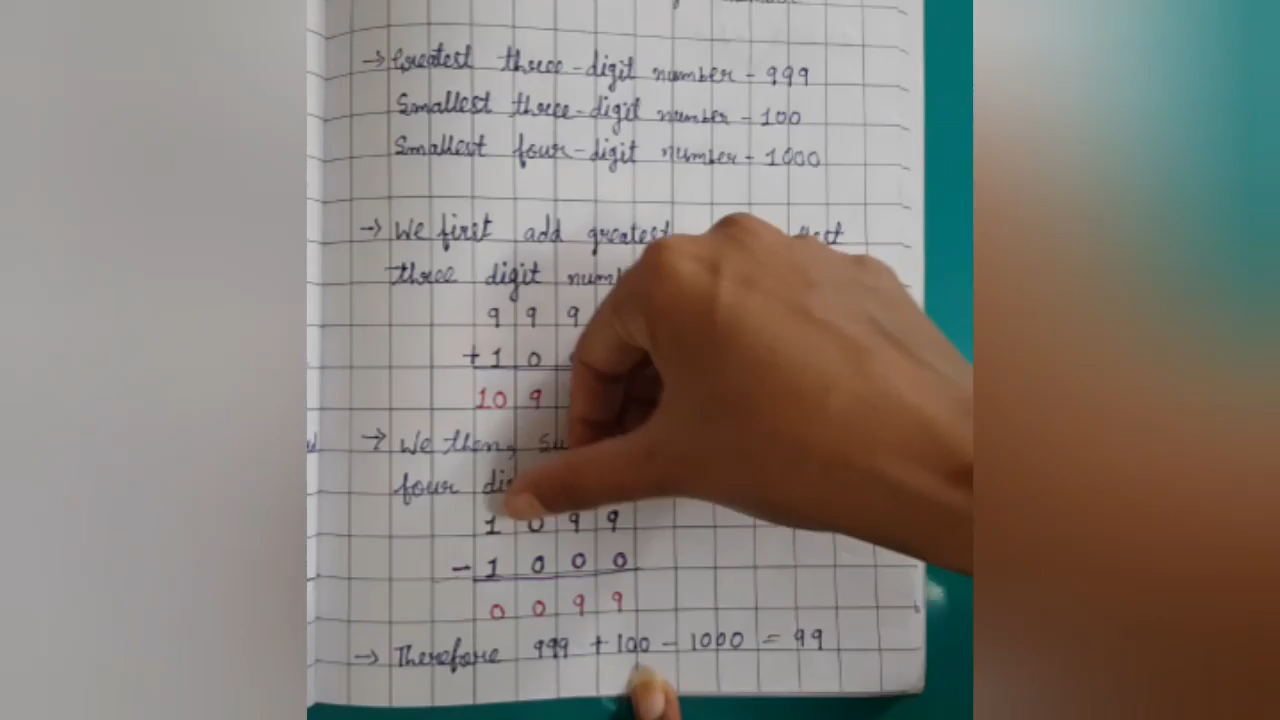 → Greatest three-digit number - 999
Smallest three-digit number - 100
Smallest four-digit number - 1000
→ We first add greatest
three digit
9 9 9
+ 1 0
10 9
→ We then,
four
1 0 9 9
- 1 0 0 0
0 0 9 9
→ Therefore 999 + 100 - 1000 = 99